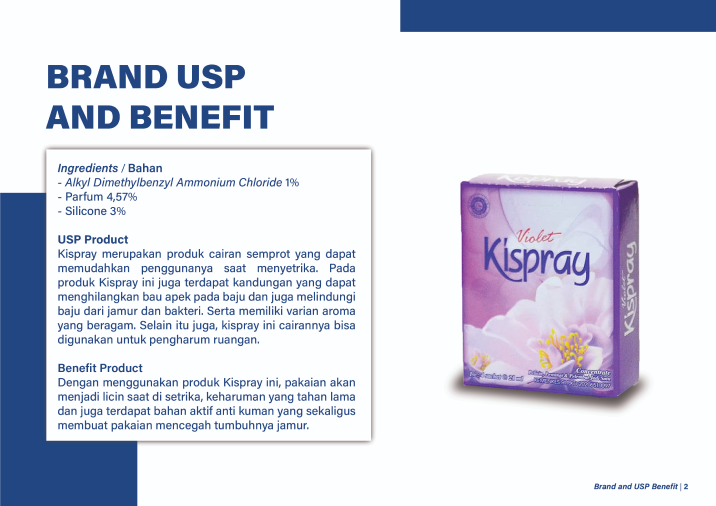 BRAND USP
AND BENEFIT
Ingredients / Bahan
- Alkyl Dimethylbenzyl Ammonium Chloride 1%
- Parfum 4,57%
- Silicone 3%
USP Product
Kispray merupakan produk cairan semprot yang dapat
memudahkan penggunanya saat menyetrika. Pada
produk Kispray ini juga terdapat kandungan yang dapat
menghilangkan bau apek pada baju dan juga melindungi
baju dari jamur dan bakteri. Serta memiliki varian aroma
yang beragam. Selain itu juga, kispray ini cairannya bisa
digunakan untuk pengharum ruangan.
Benefit Product
Dengan menggunakan produk Kispray ini, pakaian akan
menjadi licin saat di setrika, keharuman yang tahan lama
dan juga terdapat bahan aktif anti kuman yang sekaligus
membuat pakaian mencegah tumbuhnya jamur.
Kispray
Violet
Kispray
Violet
Kispray
Concentrate
Brand and USP Benefit | 2